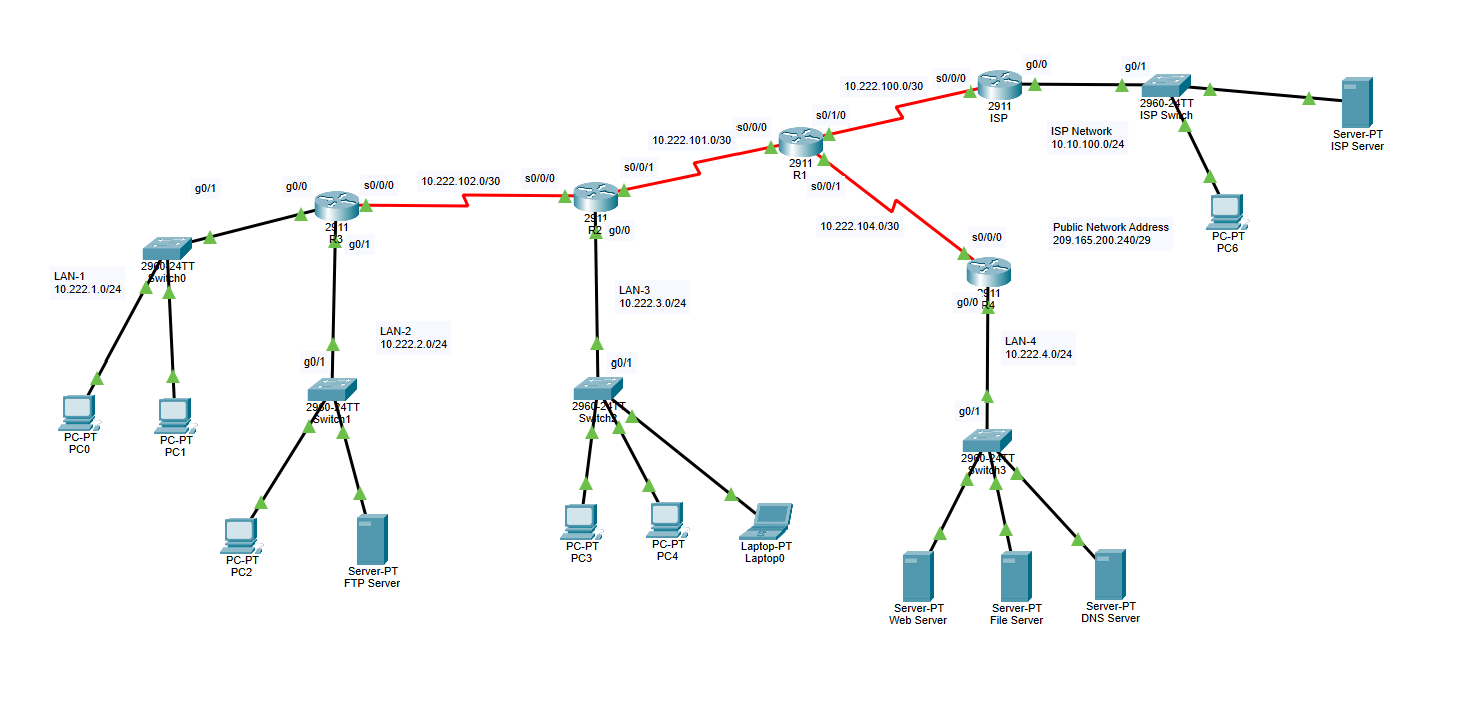 g0/0
g0/1
10.222.100.0/30
s0/0/0
2911
ISP
2960-24TT
ISP Switch
Server-PT
ISP Server
ISP Network
10.10.100.0/24
PC-PT
PC6
s0/1/0
s0/0/0
10.222.101.0/30
2911
R1
s0/0/1
10.222.104.0/30
Public Network Address
209.165.200.240/29
s0/0/1
s0/0/0
10.222.102.0/30
2911
R2
g0/0
g0/1
g0/0
s0/0/0
2911
R3
g0/1
2960-24TT
Switch0
LAN-1
10.222.1.0/24
PC-PT
PC0
PC-PT
PC1
LAN-2
10.222.2.0/24
g0/1
2960-24TT
Switch1
PC-PT
PC2
Server-PT
FTP Server
LAN-3
10.222.3.0/24
g0/1
2960-24TT
Switch2
PC-PT
PC3
PC-PT
PC4
Laptop-PT
Laptop0
s0/0/0
2911
R4
g0/0
LAN-4
10.222.4.0/24
g0/1
2960-24TT
Switch3
Server-PT
Web Server
Server-PT
File Server
Server-PT
DNS Server